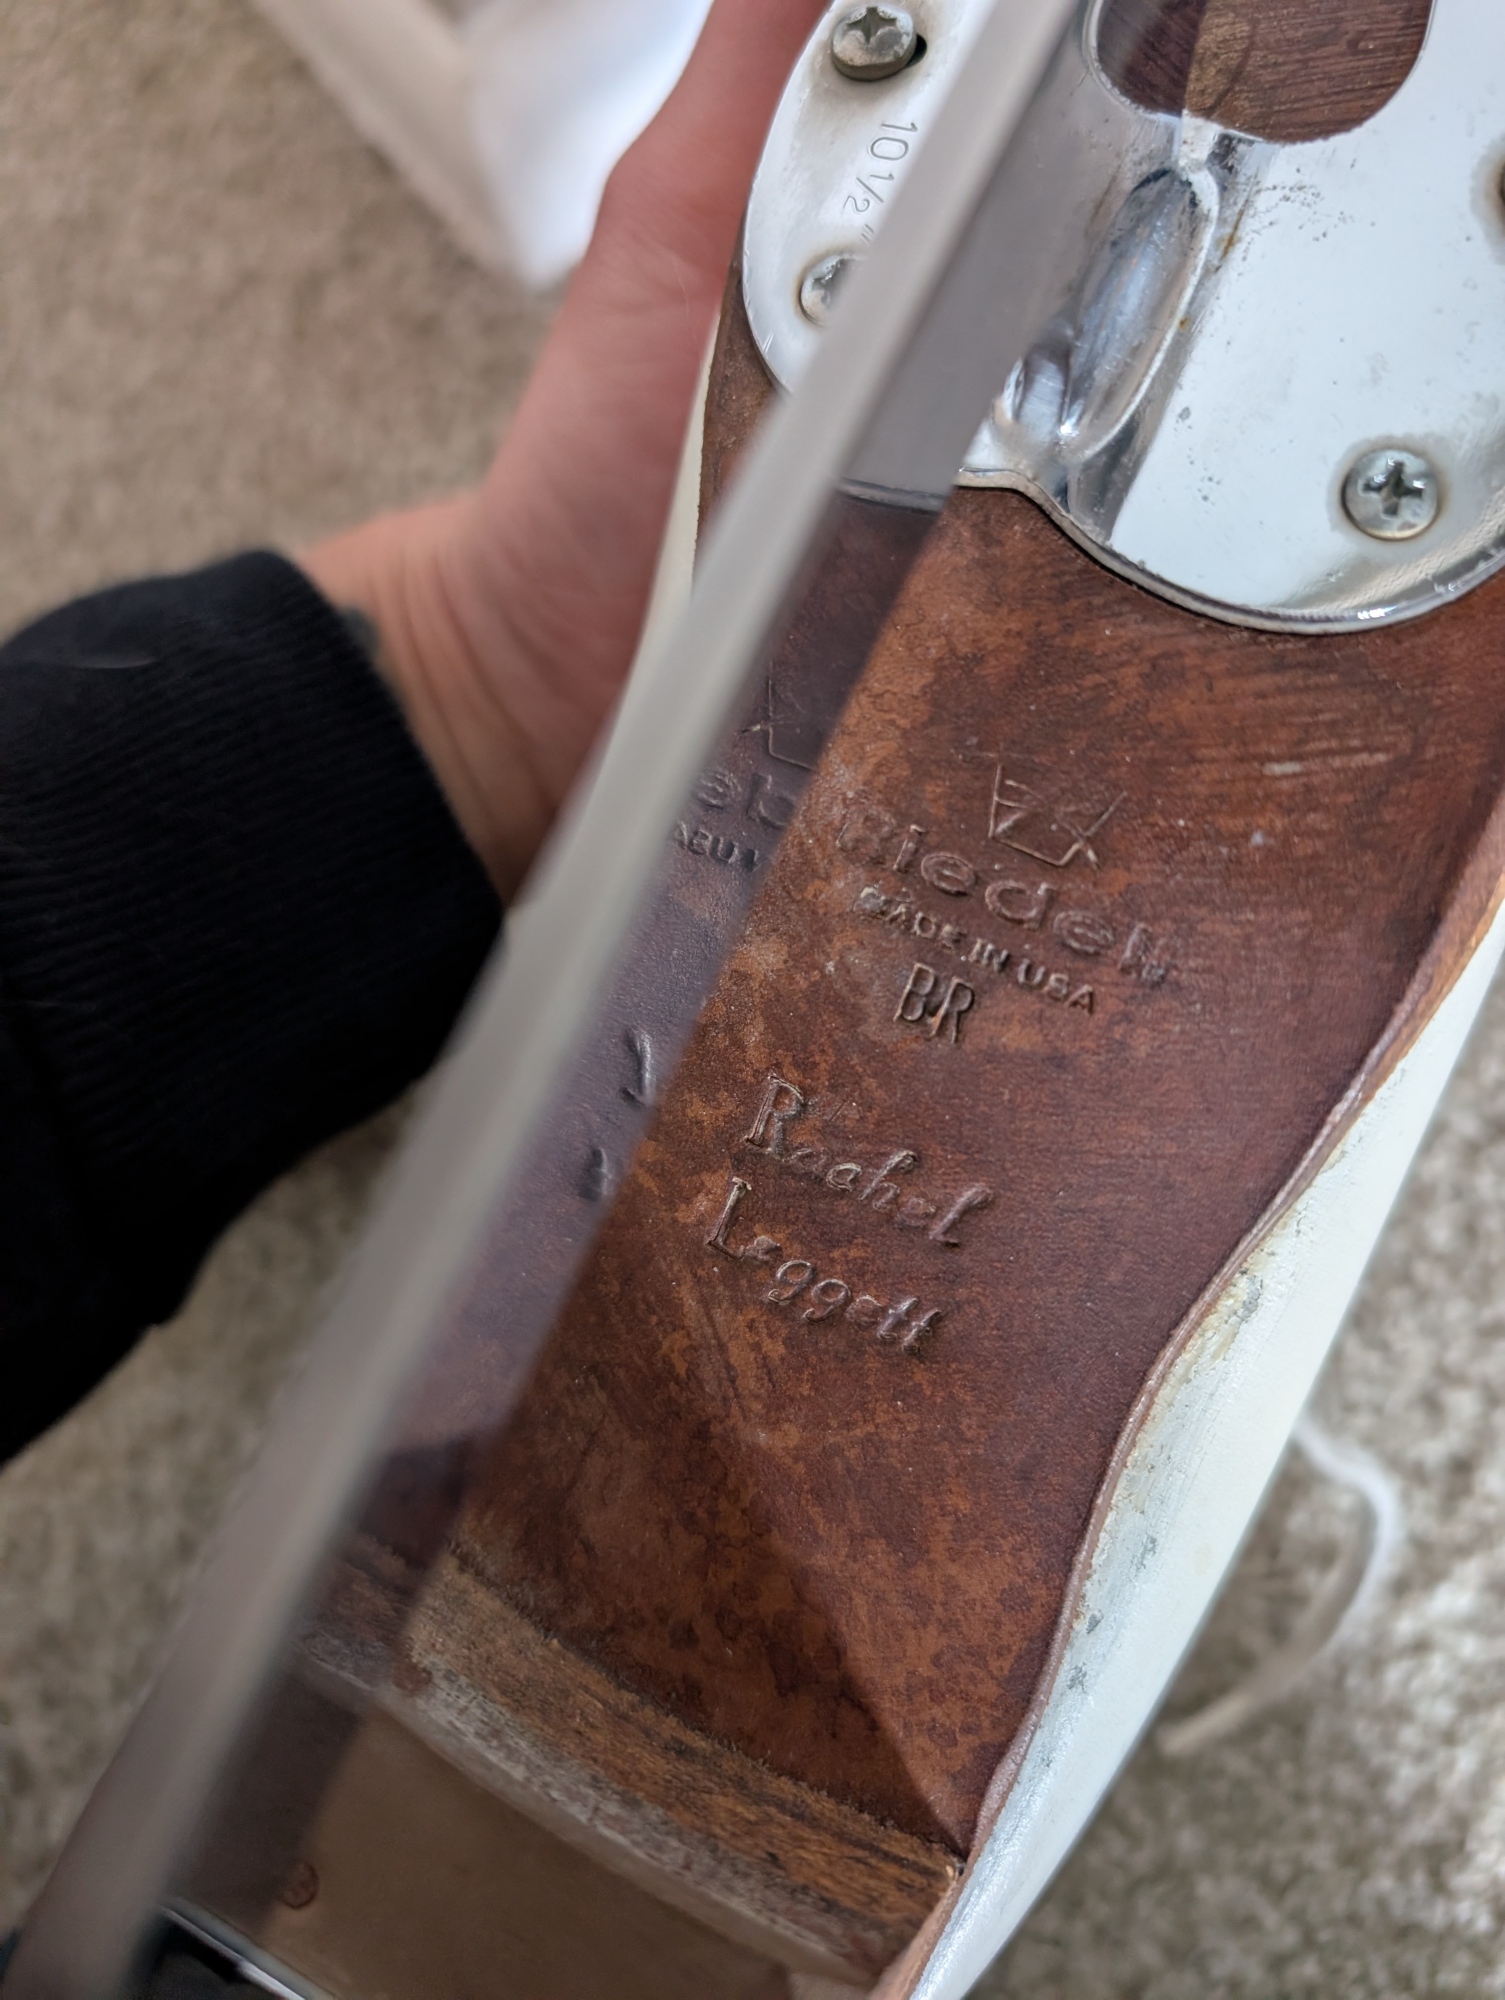 10 1/2"
Riedell
MADE IN USA
BR
Rachel
Leggett